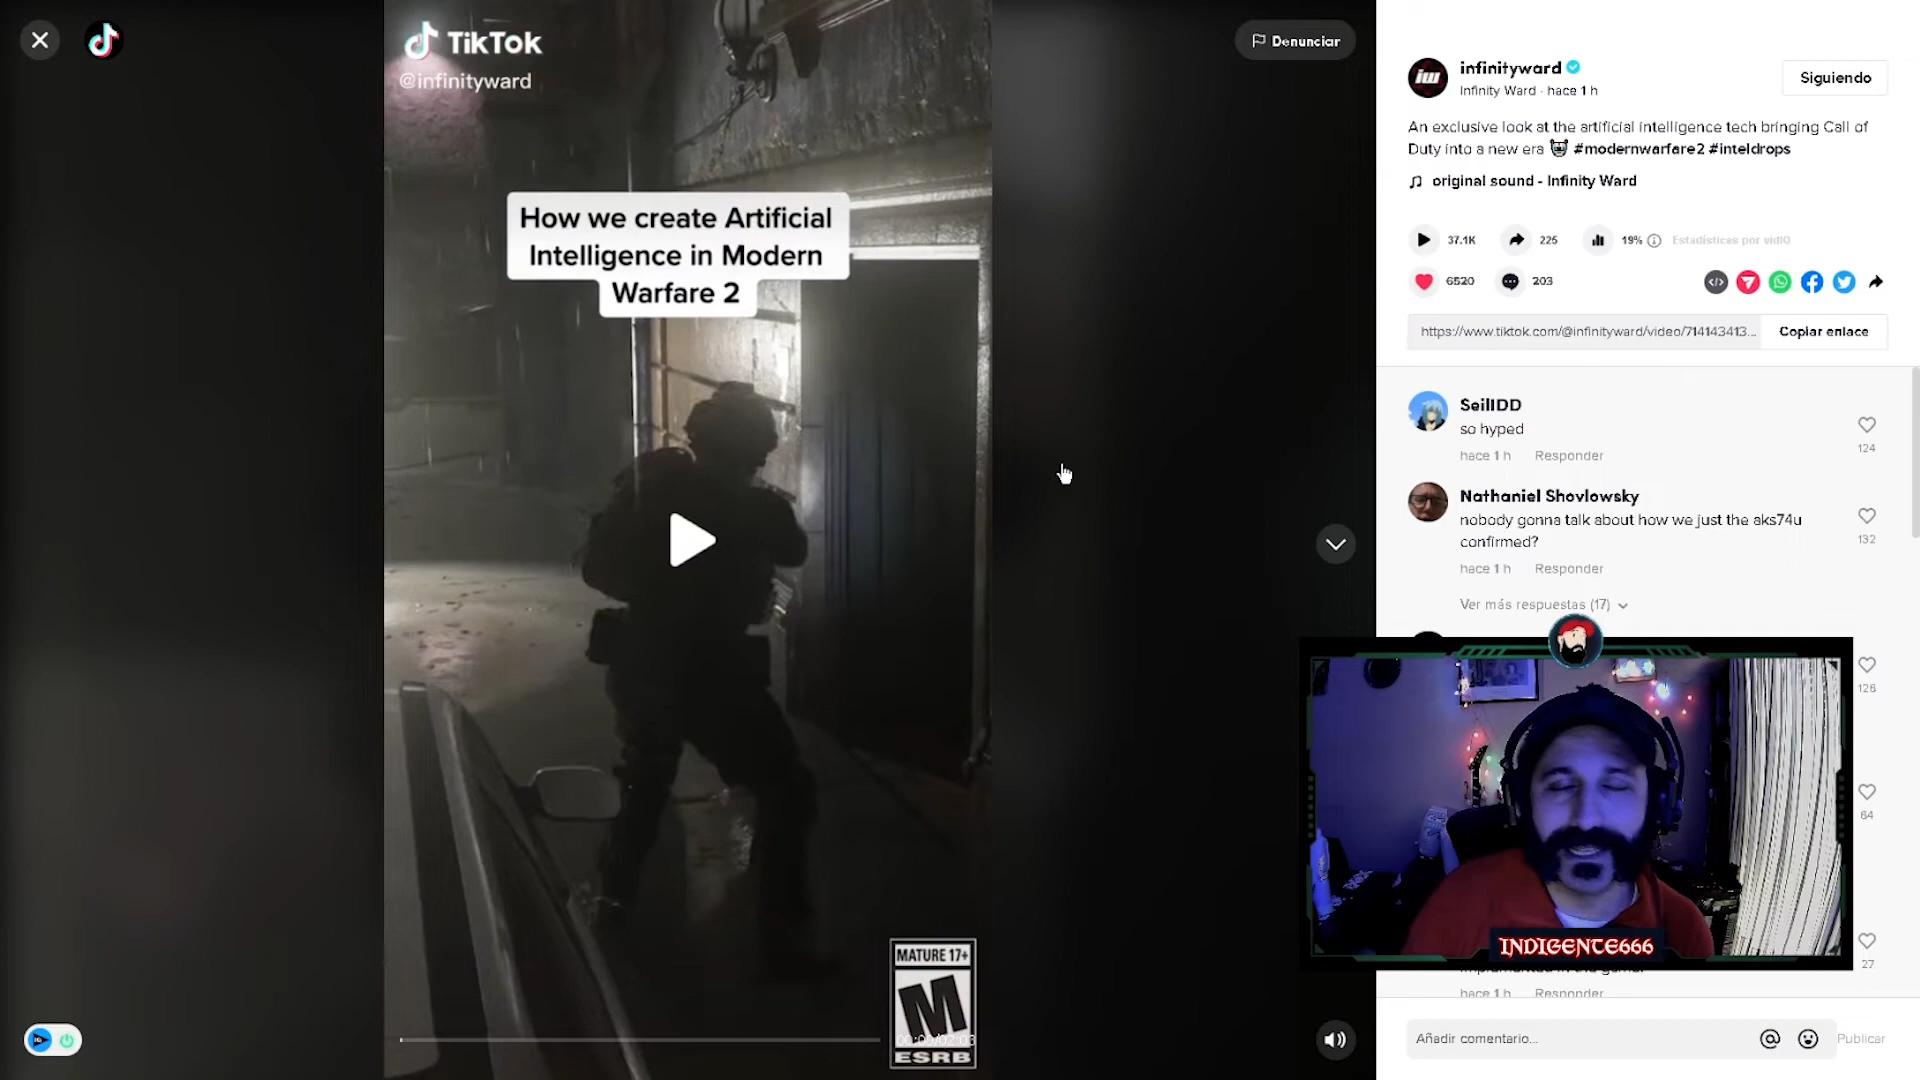 TikTok
@infinityward
Denunciar
How we create Artificial
Intelligence in Modern
Warfare 2
MATURE 17+
M
ESRB
infinityward
Infinity Ward · hace 1 h
Siguiendo
An exclusive look at the artificial intelligence tech bringing Call of
Duty into a new era #modernwarfare2 #inteldrops
original sound - Infinity Ward
37.1K
225
19%
Estadísticas por vidIQ
6520
203
https://www.tiktok.com/@infinityward/video/714143413...
Copiar enlace
SeilIDD
so hyped
hace 1 h Responder
124
Nathaniel Shovlowsky
nobody gonna talk about how we just the aks74u
confirmed?
132
hace 1 h Responder
Ver más respuestas (17)
126
64
INDIGENTE666
27
hace 1 h Responder
Añadir comentario...
Publicar